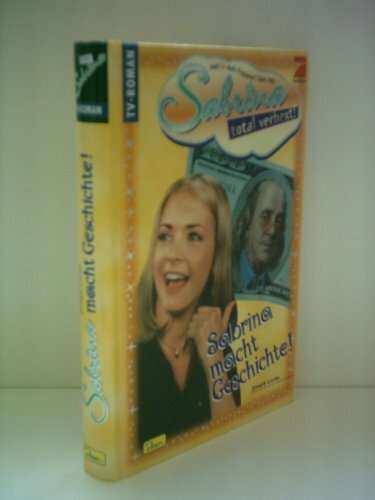 Sabrina
total verhext!
TV-ROMAN
Sabrina
macht
Geschichte!
ROMAN
Sabrina macht Geschichte!